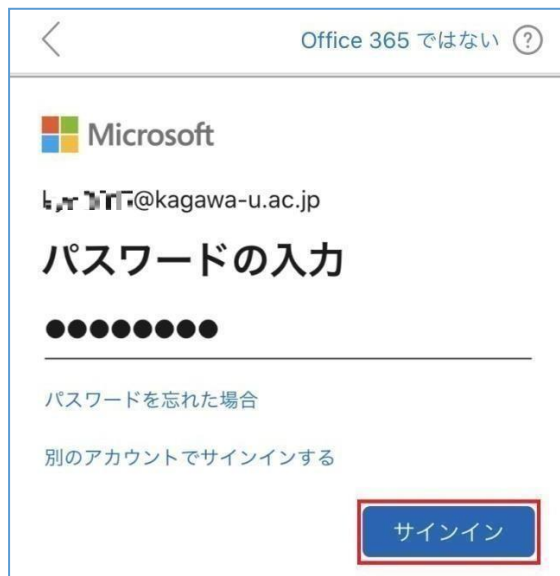 Office 365 ではない ?
Microsoft
@kagawa-u.ac.jp
パスワードの入力
●●●●●●●●
パスワードを忘れた場合
別のアカウントでサインインする
サインイン